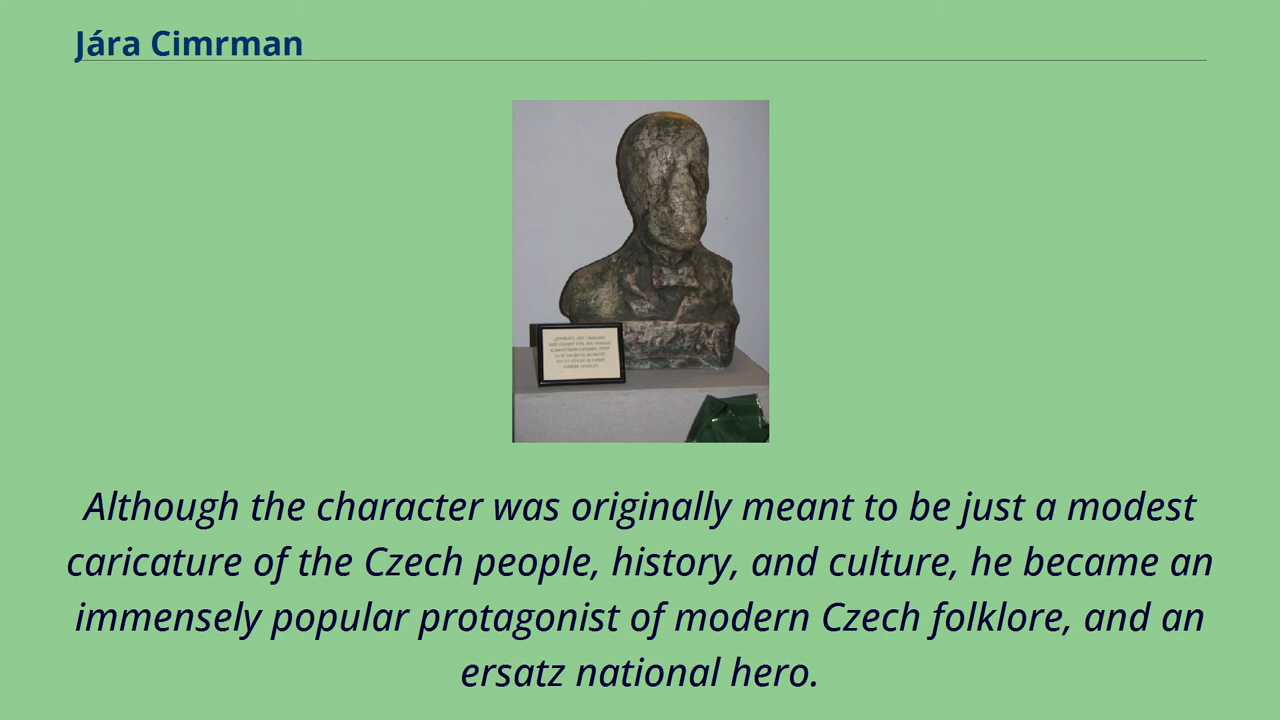 Jára Cimrman
Although the character was originally meant to be just a modest
caricature of the Czech people, history, and culture, he became an
immensely popular protagonist of modern Czech folklore, and an
ersatz national hero.